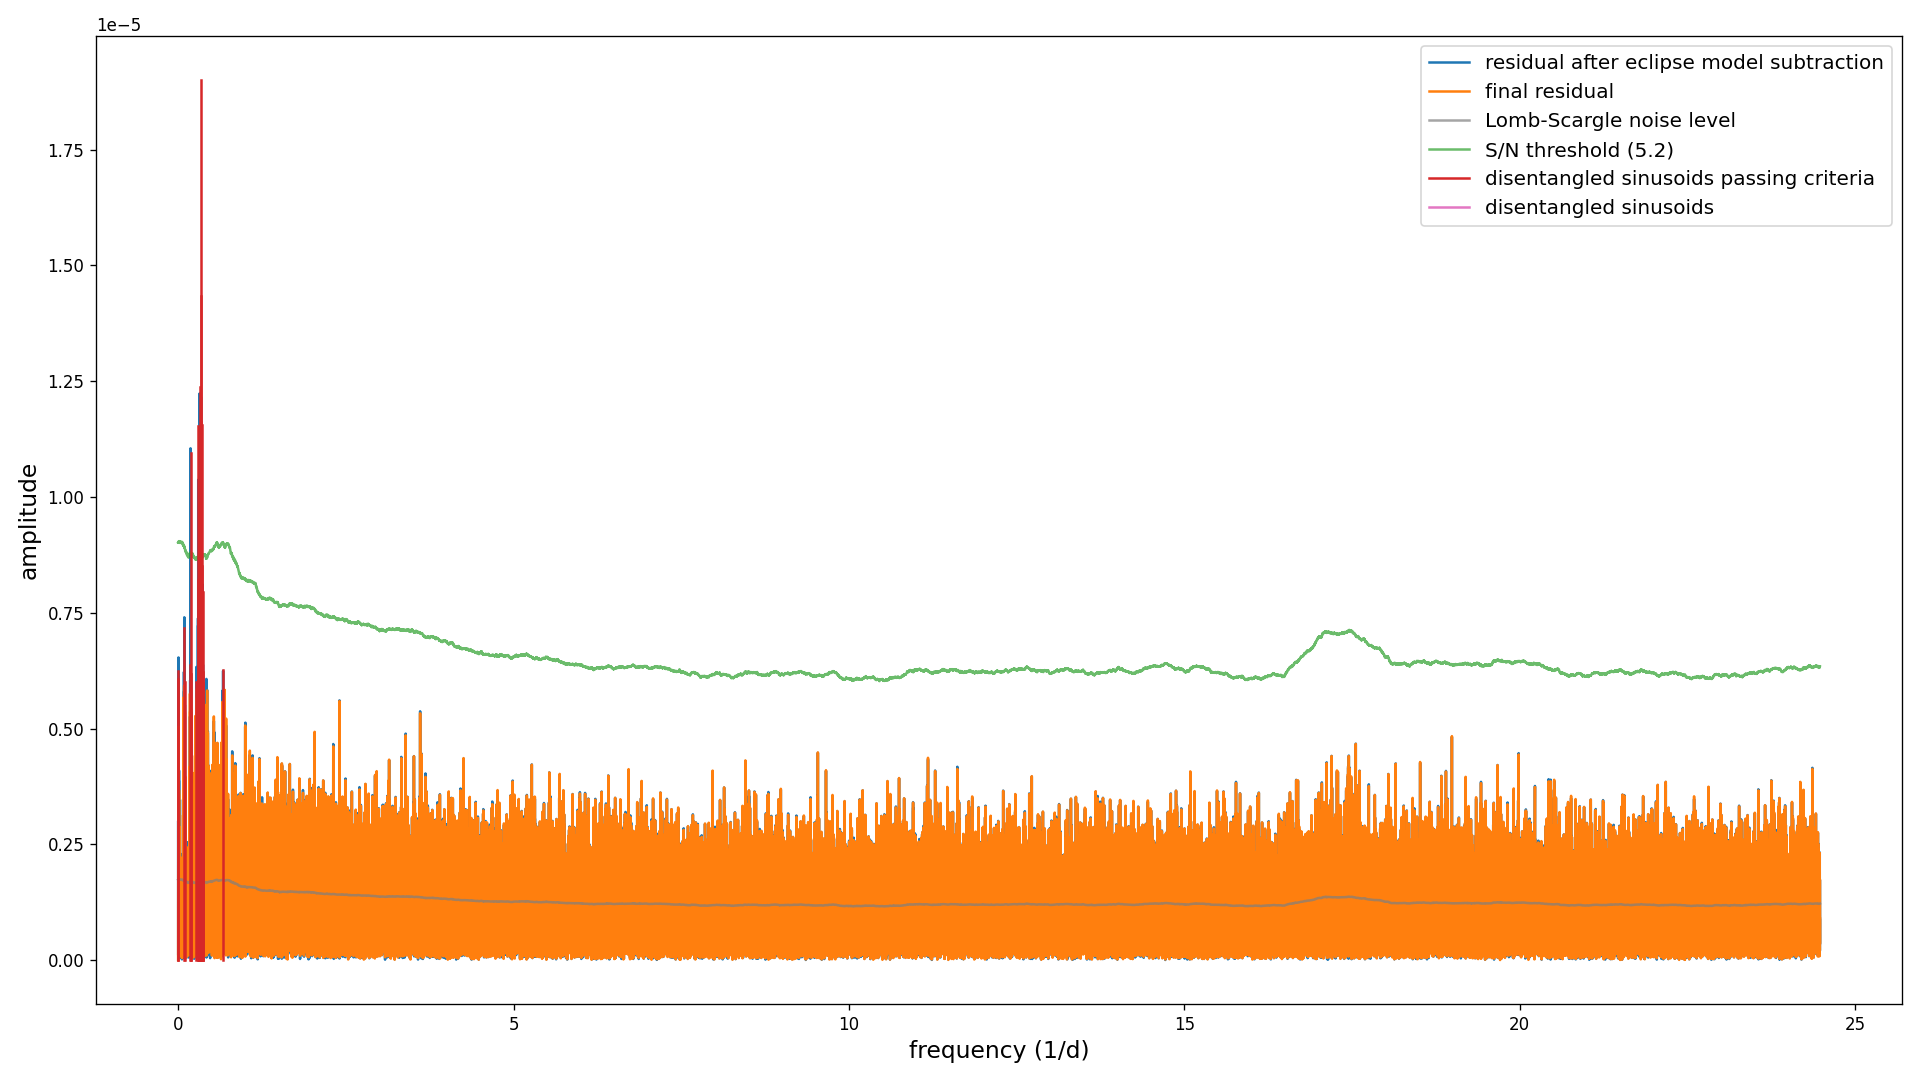 1e−5
residual after eclipse model subtraction
final residual
Lomb-Scargle noise level
S/N threshold (5.2)
disentangled sinusoids passing criteria
disentangled sinusoids
1.75
1.50
1.25
1.00
0.75
0.50
0.25
0.00
amplitude
0 5 10 15 20 25
frequency (1/d)